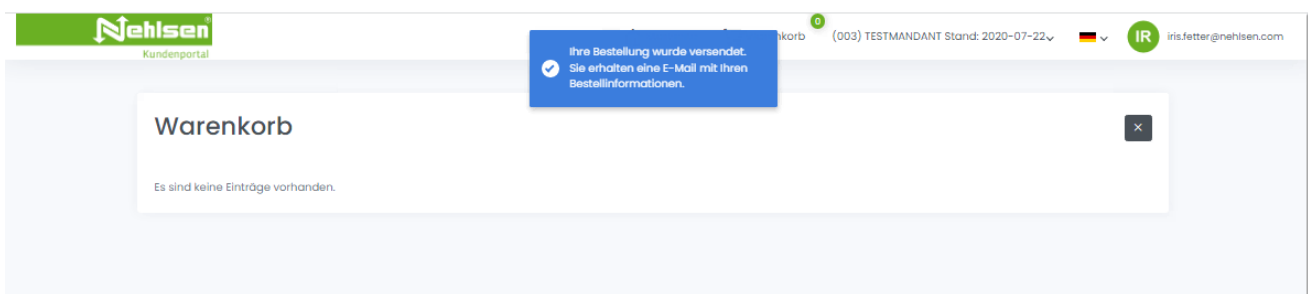 Nehlsen
Kundenportal
0
(003) TESTMANDANT Stand: 2020-07-22
IR
iris.fetter@nehlsen.com
Ihre Bestellung wurde versendet.
Sie erhalten eine E-Mail mit Ihren
Bestellinformationen.
Warenkorb
Es sind keine Einträge vorhanden.